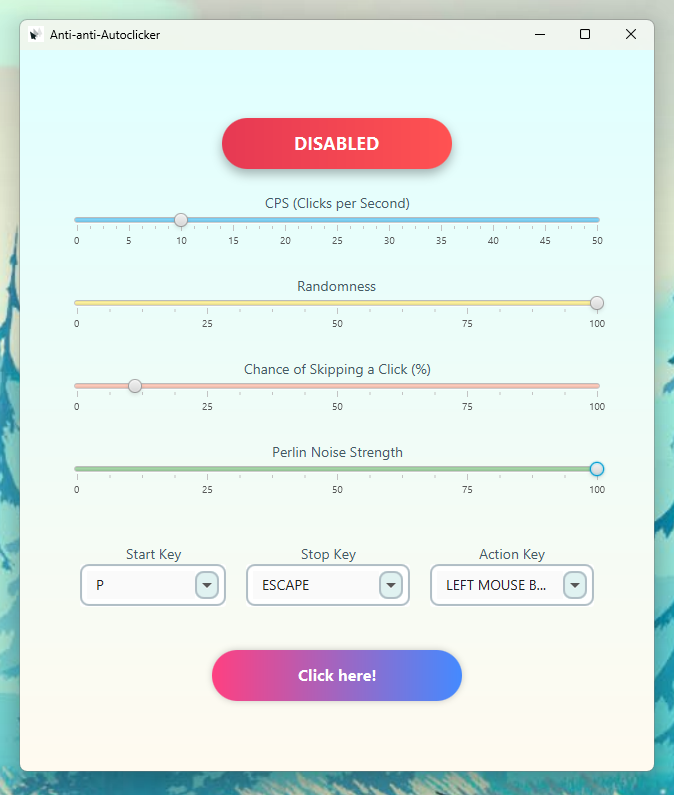 Anti-anti-Autoclicker
DISABLED
CPS (Clicks per Second)
0 5 10 15 20 25 30 35 40 45 50
Randomness
0 25 50 75 100
Chance of Skipping a Click (%)
0 25 50 75 100
Perlin Noise Strength
0 25 50 75 100
Start Key Stop Key Action Key
P ESCAPE LEFT MOUSE B...
Click here!